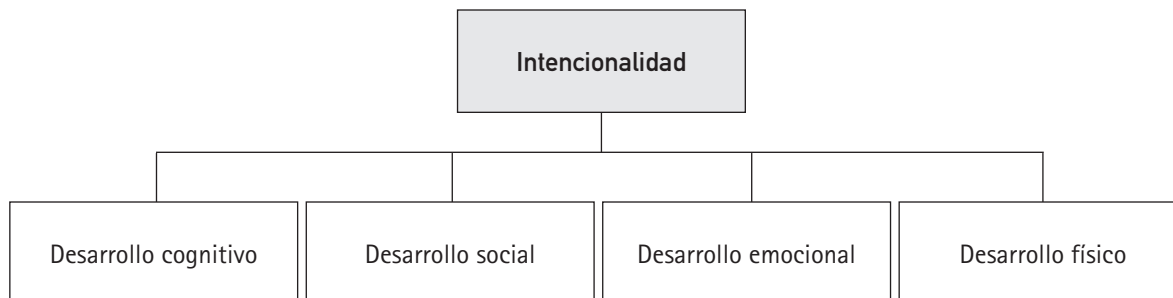 Intencionalidad
Desarrollo cognitivo
Desarrollo social
Desarrollo emocional
Desarrollo físico